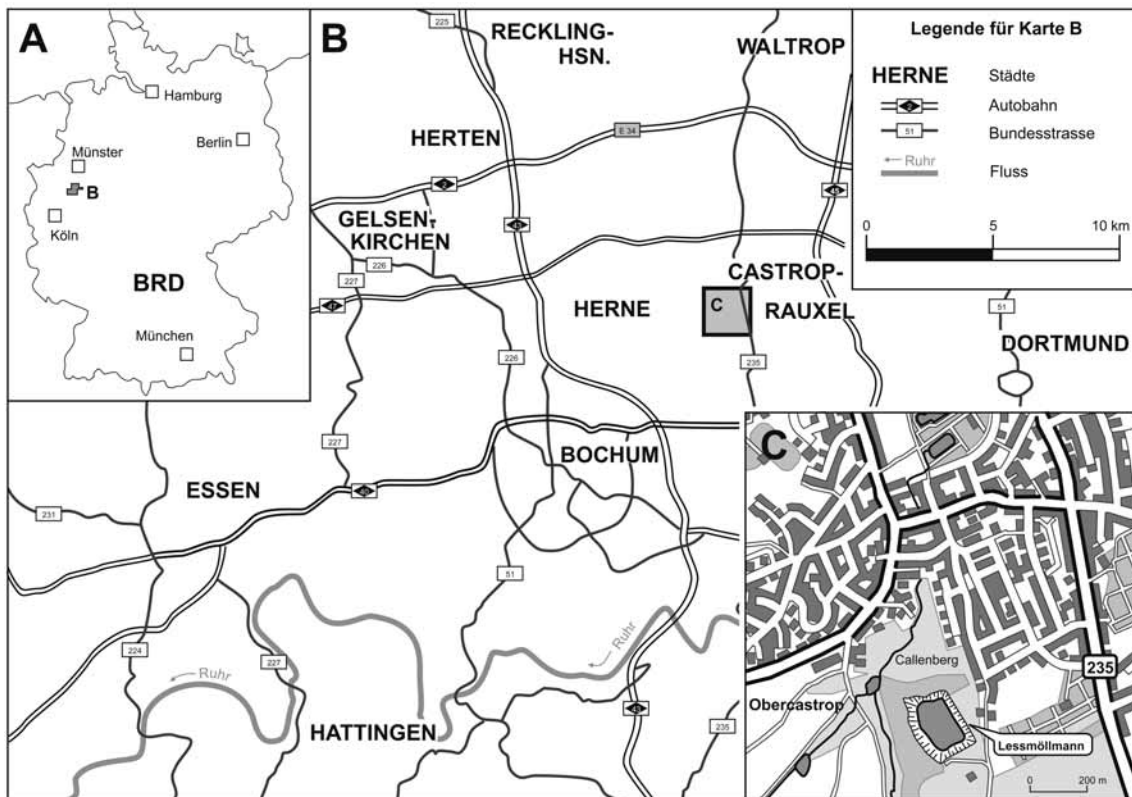 A
Hamburg
Berlin
Münster
B
Köln
BRD
München
B
225
RECKLING-
HSN.
WALTROP
HERTEN
E 34
2
GELSEN-
KIRCHEN
226
227
CASTROP-
RAUXEL
HERNE
C
235
226
51
DORTMUND
227
BOCHUM
ESSEN
231
51
Ruhr
224
Ruhr
227
HATTINGEN
235
Legende für Karte B
HERNE
Städte
2
Autobahn
51
Bundesstrasse
Ruhr
Fluss
0
5
10 km
C
Callenberg
235
Obercastrop
Lessmöllmann
0
200 m